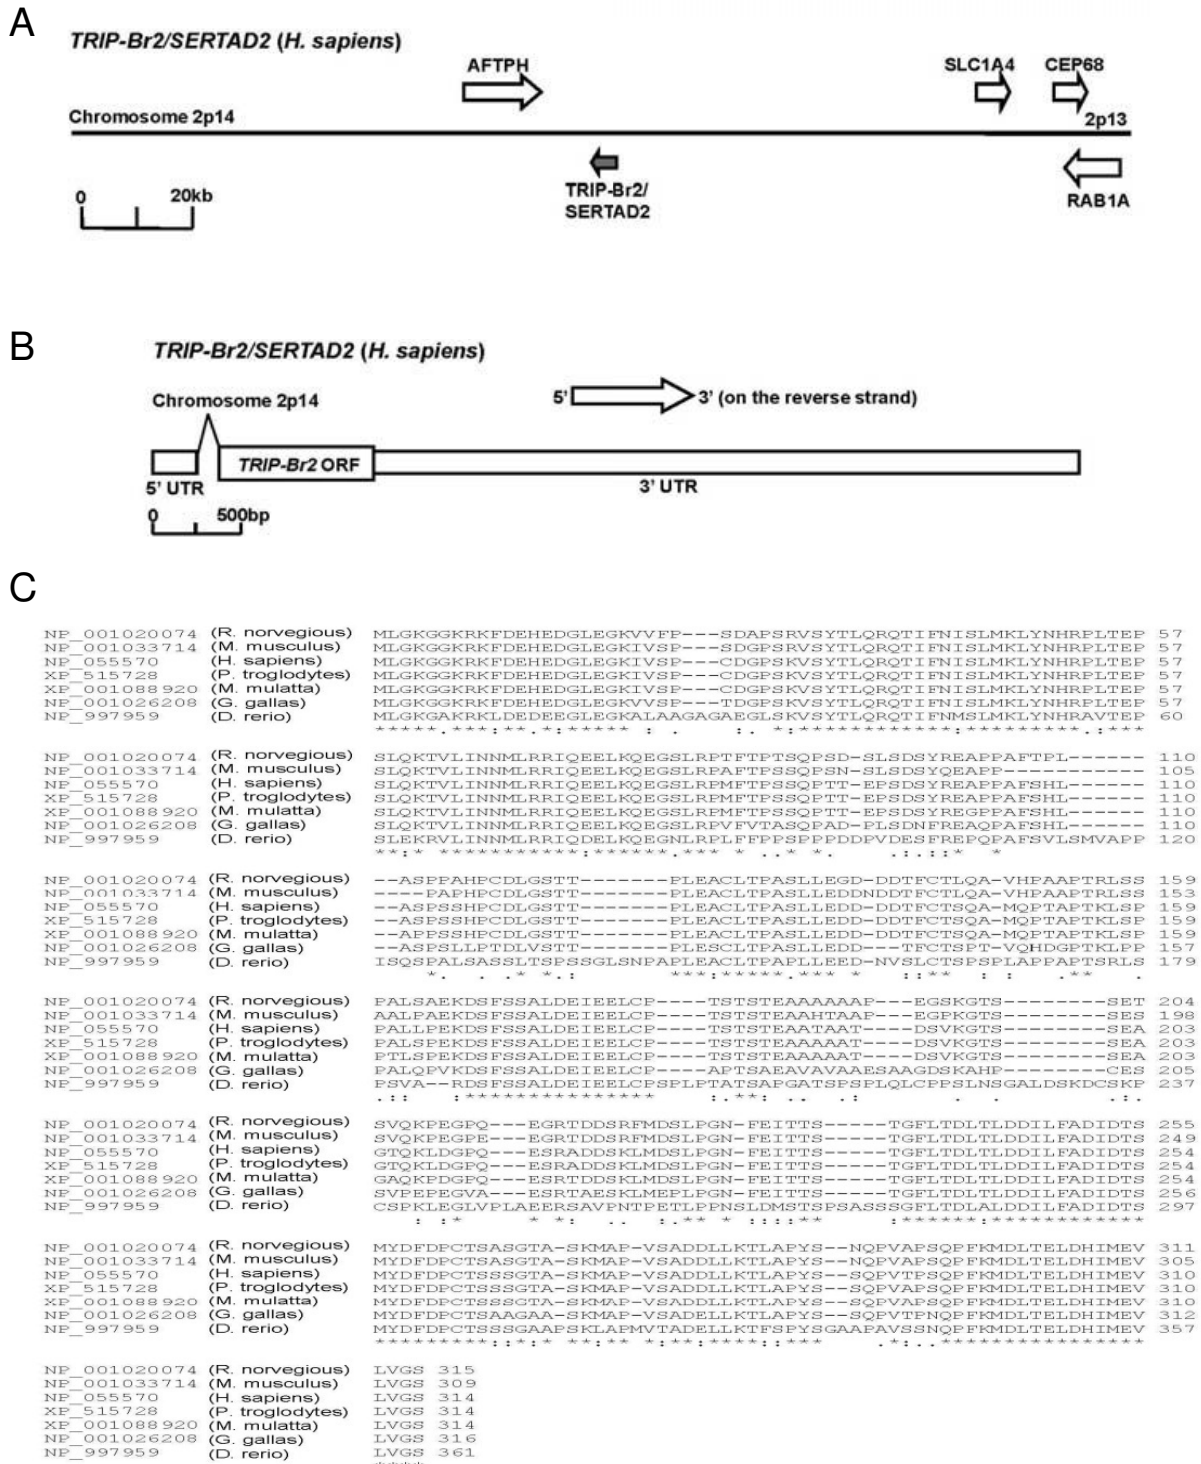 A
TRIP-Br2/SERTAD2 (H. sapiens)
AFTPH
SLC1A4
CEP68
Chromosome 2p14
2p13
TRIP-Br2/
SERTAD2
RAB1A
0 20kb
B
TRIP-Br2/SERTAD2 (H. sapiens)
Chromosome 2p14
5' 3' (on the reverse strand)
TRIP-Br2 ORF
5' UTR
3' UTR
0 500bp
C
NP_001020074 (R. norvegious) MLGKGGKRKFDEHEDGLEGKVVFP---SDAPSRVSYTLQRQTIFNISLMKLYNHRPLTEP 57
NP_001033714 (M. musculus) MLGKGGKRKFDEHEDGLEGKIVSP---SDGPSRVSYTLQRQTIFNISLMKLYNHRPLTEP 57
NP_055570 (H. sapiens) MLGKGGKRKFDEHEDGLEGKIVSP---CDGPSKVSYTLQRQTIFNISLMKLYNHRPLTEP 57
XP_515728 (P. troglodytes) MLGKGGKRKFDEHEDGLEGKIVSP---CDGPSKVSYTLQRQTIFNISLMKLYNHRPLTEP 57
XP_001088920 (M. mulatta) MLGKGGKRKFDEHEDGLEGKIVSP---CDGPSKVSYTLQRQTIFNISLMKLYNHRPLTEP 57
NP_001026208 (G. gallas) MLGKGGKRKFDEHEDGLEGKVVSP---TDGPSKVSYTLQRQTIFNISLMKLYNHRPLTEP 57
NP_997959 (D. rerio) MLGKGAKRKLDEDEEGLEGKALAAGAGAEGLSKVSYTLQRQTIFNMSLMKLYNHRAVTEP 60
NP_001020074 (R. norvegious) SLQKTVLINNMLRRIQEELKQEGSLRPTFTPTSQPSD-SLSDSYREAPPAFTPL------ 110
NP_001033714 (M. musculus) SLQKTVLINNMLRRIQEELKQEGSLRPAFTPSSQPSN-SLSDSYREAPP----------- 105
NP_055570 (H. sapiens) SLQKTVLINNMLRRIQEELKQEGSLRPMFTPSSQPTT-EPSDSYREAPPAFSHL------ 110
XP_515728 (P. troglodytes) SLQKTVLINNMLRRIQEELKQEGSLRPMFTPSSQPTT-EPSDSYREAPPAFSHL------ 110
XP_001088920 (M. mulatta) SLQKTVLINNMLRRIQEELKQEGSLRPMFTPSSQPTT-EPSDSYREGPPAFSHL------ 110
NP_001026208 (G. gallas) SLQKTVLINNMLRRIQEELKQEGSLRPVFVTASQPAD-PLSDNFREAQPAFSHL------ 110
NP_997959 (D. rerio) SLEKRVLINNMLRRIQDELKQEGNLRPLFFPPSPPPDDPVDESFREPQPAFSVLSMVAPP 120
NP_001020074 (R. norvegious) --ASPPAHPCDLGSTT-------PLEACLTPASLLEGD-DDTFCTLQA-VHPAAPTRLSS 159
NP_001033714 (M. musculus) ---PAPHPCDLGSTT-------PLEACLTPASLLEDDNDDTFCTLQA-VHPAAPTRLSS 153
NP_055570 (H. sapiens) --ASPSSHPCDLGSTT-------PLEACLTPASLLEDD-DDTFCTSQA-MQPTAPTKLSP 159
XP_515728 (P. troglodytes) --ASPSSHPCDLGSTT-------PLEACLTPASLLEDD-DDTFCTSQA-MQPTAPTKLSP 159
XP_001088920 (M. mulatta) --APPSSHPCDLGSTT-------PLEACLTPASLLEDD-DDTFCTSQA-MQPTAPTKLSP 159
NP_001026208 (G. gallas) --ASPSLLPTDLVSTT-------PLESCLTPASLLEDD---TFCTSPT-VQHDGPTKLPP 157
NP_997959 (D. rerio) ISQSPALSASSLTSPSSGLSNPAPLEACLTPAPLLEED-NVSLCTSPSPLAPPAPTSRLS 179
NP_001020074 (R. norvegious) PALSAEKDSFSSALDEIEELCP----TSTSTEAAAAAAP---EGSKGTS--------SET 204
NP_001033714 (M. musculus) AALPAEKDSFSSALDEIEELCP----TSTSTEAAHTAAP---EGPKGTS--------SES 198
NP_055570 (H. sapiens) PALLPEKDSFSSALDEIEELCP----TSTSTEAATAAT----DSVKGTS--------SEA 203
XP_515728 (P. troglodytes) PALSPEKDSFSSALDEIEELCP----TSTSTEAAAAAT----DSVKGTS--------SEA 203
XP_001088920 (M. mulatta) PTLSPEKDSFSSALDEIEELCP----TSTSTEAAAAAT----DSVKGTS--------SEA 203
NP_001026208 (G. gallas) PALQPVKDSFSSALDEIEELCP----APTSAEAVAVAAESAAGDSKAHP--------CES 205
NP_997959 (D. rerio) PSVA--RDSFSSALDEIEELCPSPLPTATSAPGATSPSPLQLCPPSLNSGALDSKDCSKP 237
NP_001020074 (R. norvegious) SVQKPEGPQ---EGRTDDSRFMDSLPGN-FEITTS-----TGFLTDLTLDDILFADIDTS 255
NP_001033714 (M. musculus) SVQKPEGPE---EGRTDDSRFMDSLPGN-FEITTS-----TGFLTDLTLDDILFADIDTS 249
NP_055570 (H. sapiens) GTQKLDGPQ---ESRADDSKLMDSLPGN-FEITTS-----TGFLTDLTLDDILFADIDTS 254
XP_515728 (P. troglodytes) GTQKLDGPQ---ESRADDSKLMDSLPGN-FEITTS-----TGFLTDLTLDDILFADIDTS 254
XP_001088920 (M. mulatta) GAQKPDGPQ---ESRTDDSKLMDSLPGN-FEITTS-----TGFLTDLTLDDILFADIDTS 254
NP_001026208 (G. gallas) SVPEPEGVA---ESRTAESKLMEPLPGN-FEITTS-----TGFLTDLTLDDILFADIDTS 256
NP_997959 (D. rerio) CSPKLEGLVPLAEERSAVPNTPETLPPNSLDMSTSPSASSSGFLTDLALDDILFADIDTS 297
NP_001020074 (R. norvegious) MYDFDPCTSASGTA-SKMAP-VSADDLLKTLAPYS--NQPVAPSQPFKMDLTELDHIMEV 311
NP_001033714 (M. musculus) MYDFDPCTSASGTA-SKMAP-VSADDLLKTLAPYS--NQPVAPSQPFKMDLTELDHIMEV 305
NP_055570 (H. sapiens) MYDFDPCTSSSGTA-SKMAP-VSADDLLKTLAPYS--SQPVTPSQPFKMDLTELDHIMEV 310
XP_515728 (P. troglodytes) MYDFDPCTSSSGTA-SKMAP-VSADDLLKTLAPYS--SQPVAPSQPFKMDLTELDHIMEV 310
XP_001088920 (M. mulatta) MYDFDPCTSSSGTA-SKMAP-VSADDLLKTLAPYS--SQPVAPSQPFKMDLTELDHIMEV 310
NP_001026208 (G. gallas) MYDFDPCTSAAGAA-SKMAP-VSADELLKTLAPYS--SQPVTPNQPFKMDLTELDHIMEV 312
NP_997959 (D. rerio) MYDFDPCTSSSGAAPSKLAPMVTADELLKTFSPYSGAAPAVSSNQPFKMDLTELDHIMEV 357
NP_001020074 (R. norvegious) LVGS 315
NP_001033714 (M. musculus) LVGS 309
NP_055570 (H. sapiens) LVGS 314
XP_515728 (P. troglodytes) LVGS 314
XP_001088920 (M. mulatta) LVGS 314
NP_001026208 (G. gallas) LVGS 316
NP_997959 (D. rerio) LVGS 361